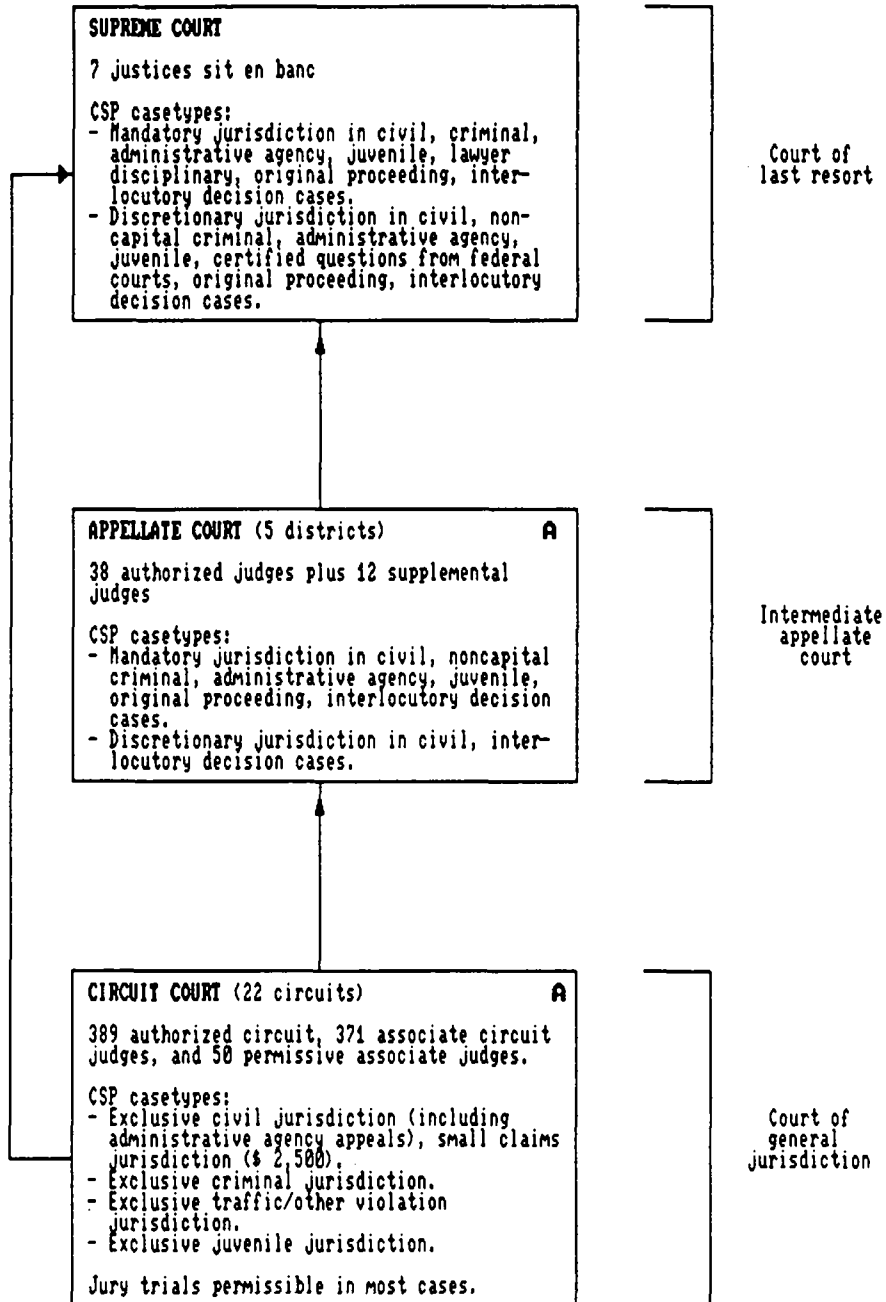 SUPREME COURT
7 justices sit en banc
CSP casetypes:
- Mandatory jurisdiction in civil, criminal,
administrative agency, juvenile, lawyer
disciplinary, original proceeding, inter-
locutory decision cases.
- Discretionary jurisdiction in civil, non-
capital criminal, administrative agency,
juvenile, certified questions from federal
courts, original proceeding, interlocutory
decision cases.
Court of
last resort
APPELLATE COURT (5 districts) A
38 authorized judges plus 12 supplemental
judges
CSP casetypes:
- Mandatory jurisdiction in civil, noncapital
criminal, administrative agency, juvenile,
original proceeding, interlocutory decision
cases.
- Discretionary jurisdiction in civil, inter-
locutory decision cases.
Intermediate
appellate
court
CIRCUIT COURT (22 circuits) A
389 authorized circuit, 371 associate circuit
judges, and 50 permissive associate judges.
CSP casetypes:
- Exclusive civil jurisdiction (including
administrative agency appeals), small claims
jurisdiction ($ 2,500).
- Exclusive criminal jurisdiction.
- Exclusive traffic/other violation
jurisdiction.
- Exclusive juvenile jurisdiction.
Jury trials permissible in most cases.
Court of
general
jurisdiction